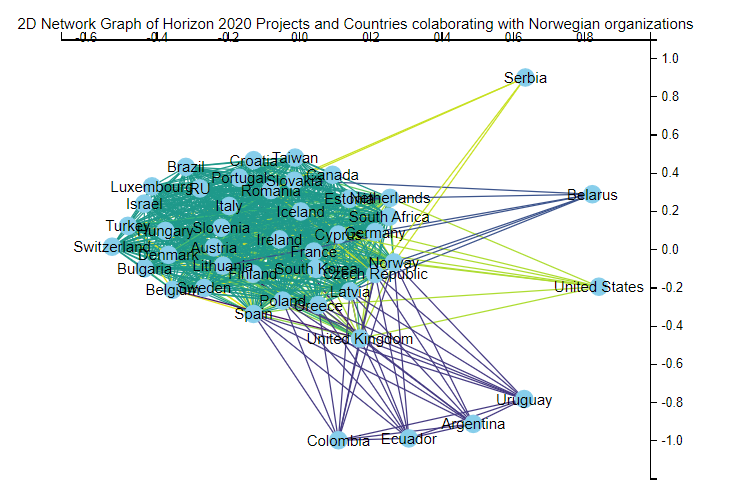 2D Network Graph of Horizon 2020 Projects and Countries colaborating with Norwegian organizations
-0.6 -0.4 -0.2 0.0 0.2 0.4 0.6 0.8
1.0
Serbia
0.8
0.6
Croatia Taiwan
Brazil
0.4
Portugal Slovakia Canada
Luxembourg RU Romania
Belarus
Israel Italy Estonia Netherlands
0.2
Iceland South Africa
Turkey Hungary Slovenia
Cyprus Germany
Switzerland Austria Ireland
0.0
Denmark France
Bulgaria Lithuania Finland South Korea Norway
Czech Republic
Belgium Sweden Latvia United States
-0.2
Poland Greece
Spain
-0.4
United Kingdom
-0.6
Uruguay
-0.8
Argentina
Colombia Ecuador
-1.0